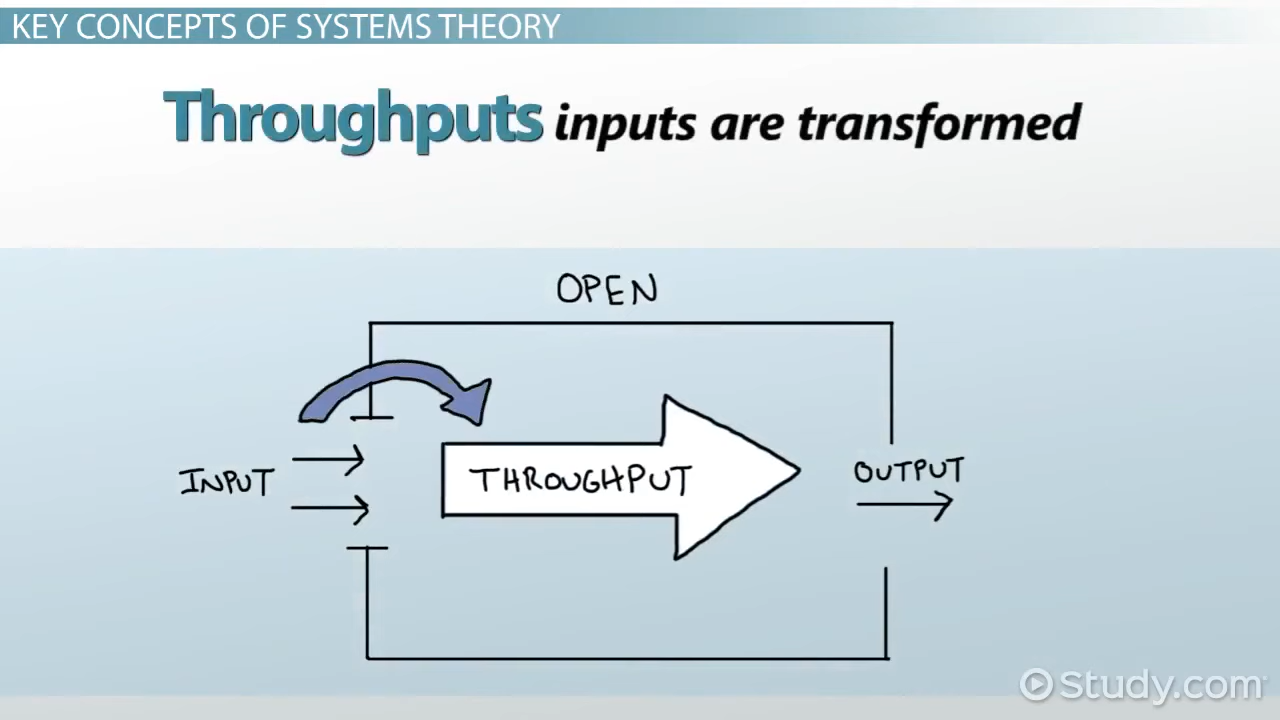 KEY CONCEPTS OF SYSTEMS THEORY
Throughputs inputs are transformed
OPEN
INPUT
THROUGHPUT
OUTPUT
Study.com